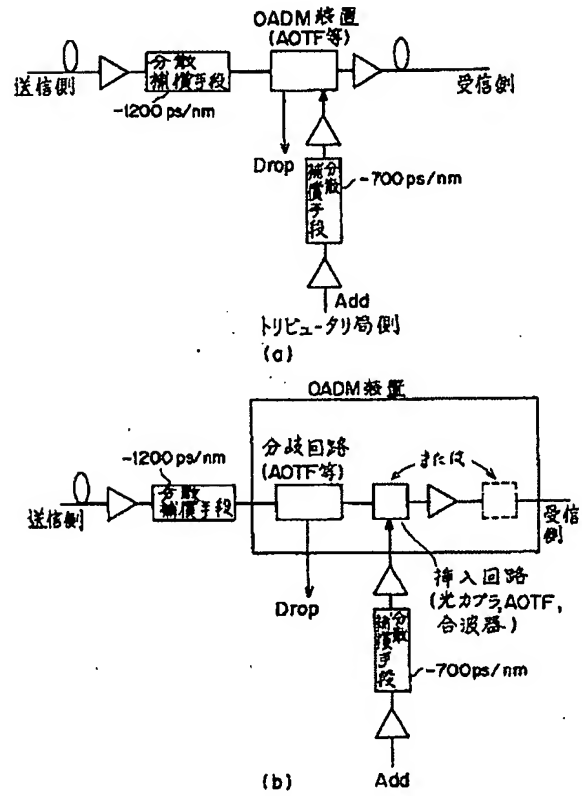 OADM装置
(AOTF等)
送信側
分散
補償手段
-1200 ps/nm
受信側
Drop
分散
補償手段
-700 ps/nm
Add
トリビュータリ局側
(a)
OADM装置
-1200 ps/nm
分岐回路
(AOTF等)
または
送信側
分散
補償手段
受信
側
Drop
挿入回路
(光カプラ,AOTF,
合波器)
分散
補償手段
-700 ps/nm
(b)
Add